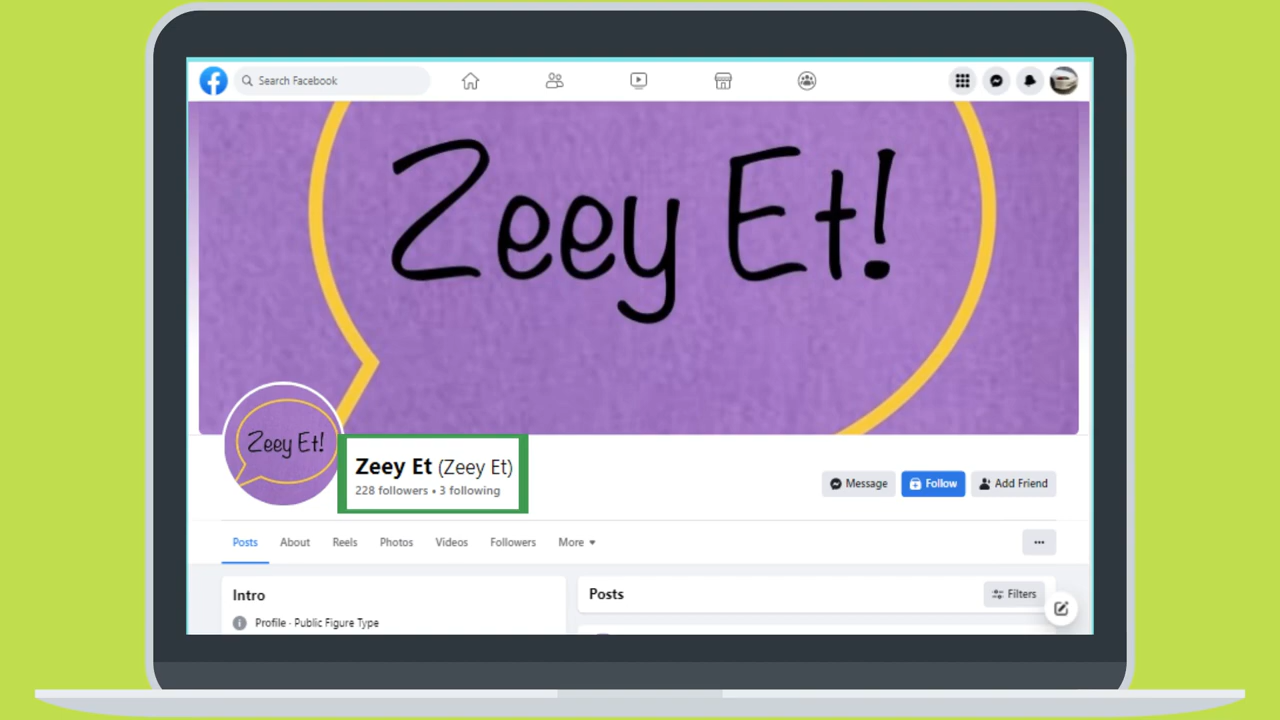 Search Facebook
Zeey Et!
Zeey Et!
Zeey Et (Zeey Et)
228 followers • 3 following
Message
Follow
Add Friend
Posts
About
Reels
Photos
Videos
Followers
More
Intro
Profile · Public Figure Type
Posts
Filters